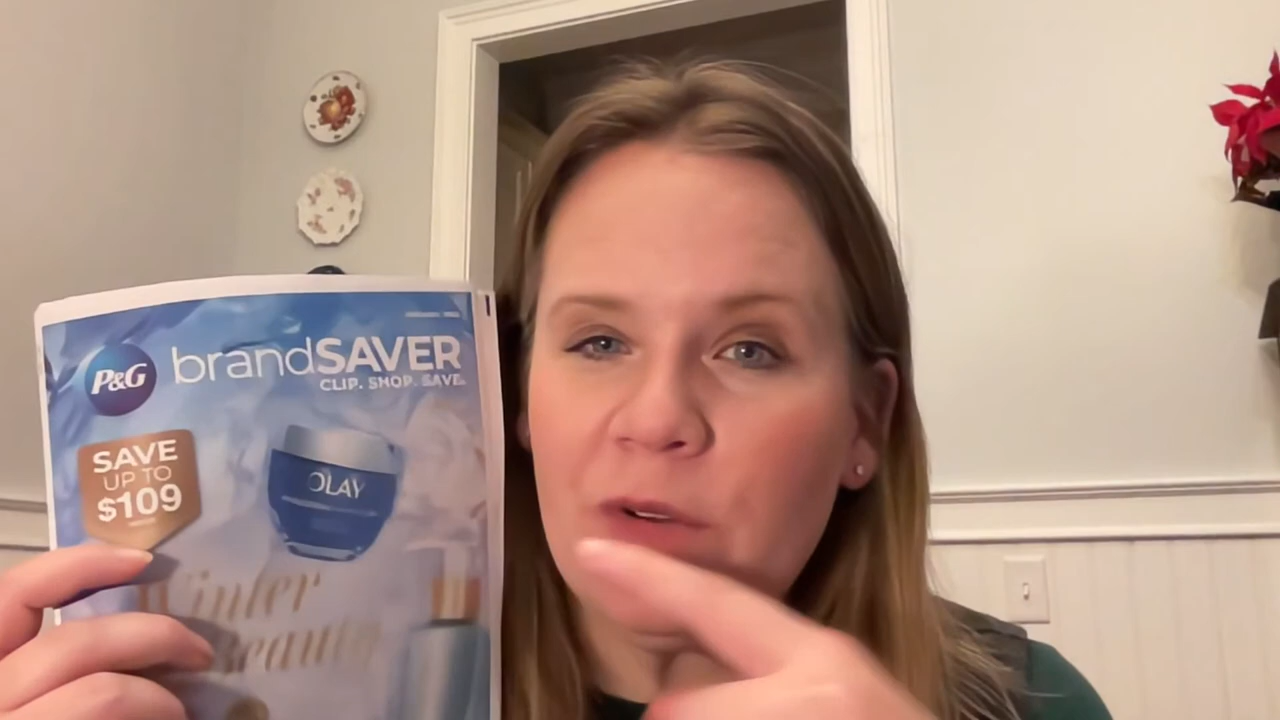 P&G
brandSAVER
CLIP. SHOP. SAVE.
SAVE
UP TO
$109
OLAY
Winter
Beauty